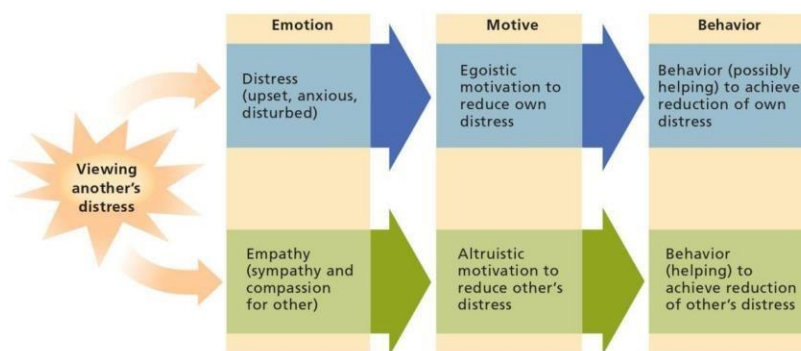 Emotion
Motive
Behavior
Viewing
another's
distress
Distress
(upset, anxious,
disturbed)
Egoistic
motivation to
reduce own
distress
Behavior (possibly
helping) to achieve
reduction of own
distress
Empathy
(sympathy and
compassion
for other)
Altruistic
motivation to
reduce other's
distress
Behavior
(helping) to
achieve reduction
of other's distress